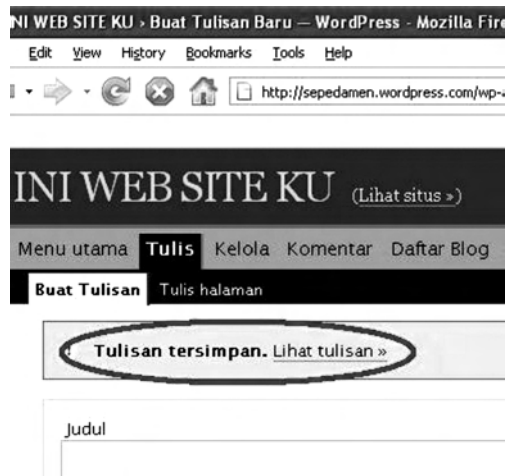 NI WEB SITE KU › Buat Tulisan Baru — WordPress - Mozilla Fire
Edit View History Bookmarks Tools Help
http://sepedamen.wordpress.com/wp-a
INI WEB SITE KU (Lihat situs »)
Menu utama Tulis Kelola Komentar Daftar Blog
Buat Tulisan Tulis halaman
Tulisan tersimpan. Lihat tulisan »
Judul